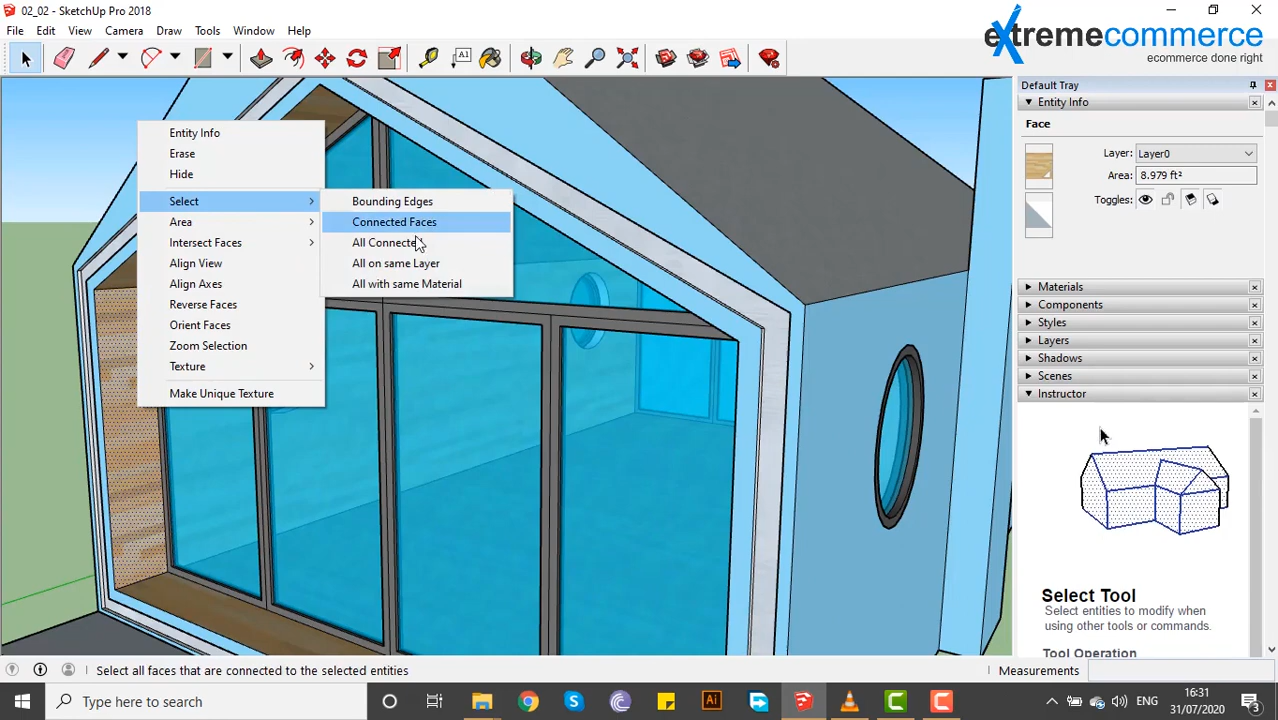 02_02 - SketchUp Pro 2018
extremecommerce
ecommerce done right
File Edit View Camera Draw Tools Window Help
A1
Default Tray
Entity Info
Face
Layer: Layer0
Area: 8.979 ft²
Toggles:
Entity Info
Erase
Hide
Select
Area
Intersect Faces
Align View
Align Axes
Reverse Faces
Orient Faces
Zoom Selection
Texture
Make Unique Texture
Bounding Edges
Connected Faces
All Connected
All on same Layer
All with same Material
Materials
Components
Styles
Layers
Shadows
Scenes
Instructor
Select Tool
Select entities to modify when
using other tools or commands.
Tool Operation
Select all faces that are connected to the selected entities
Measurements
Type here to search
Ai
ENG
16:31
31/07/2020
3